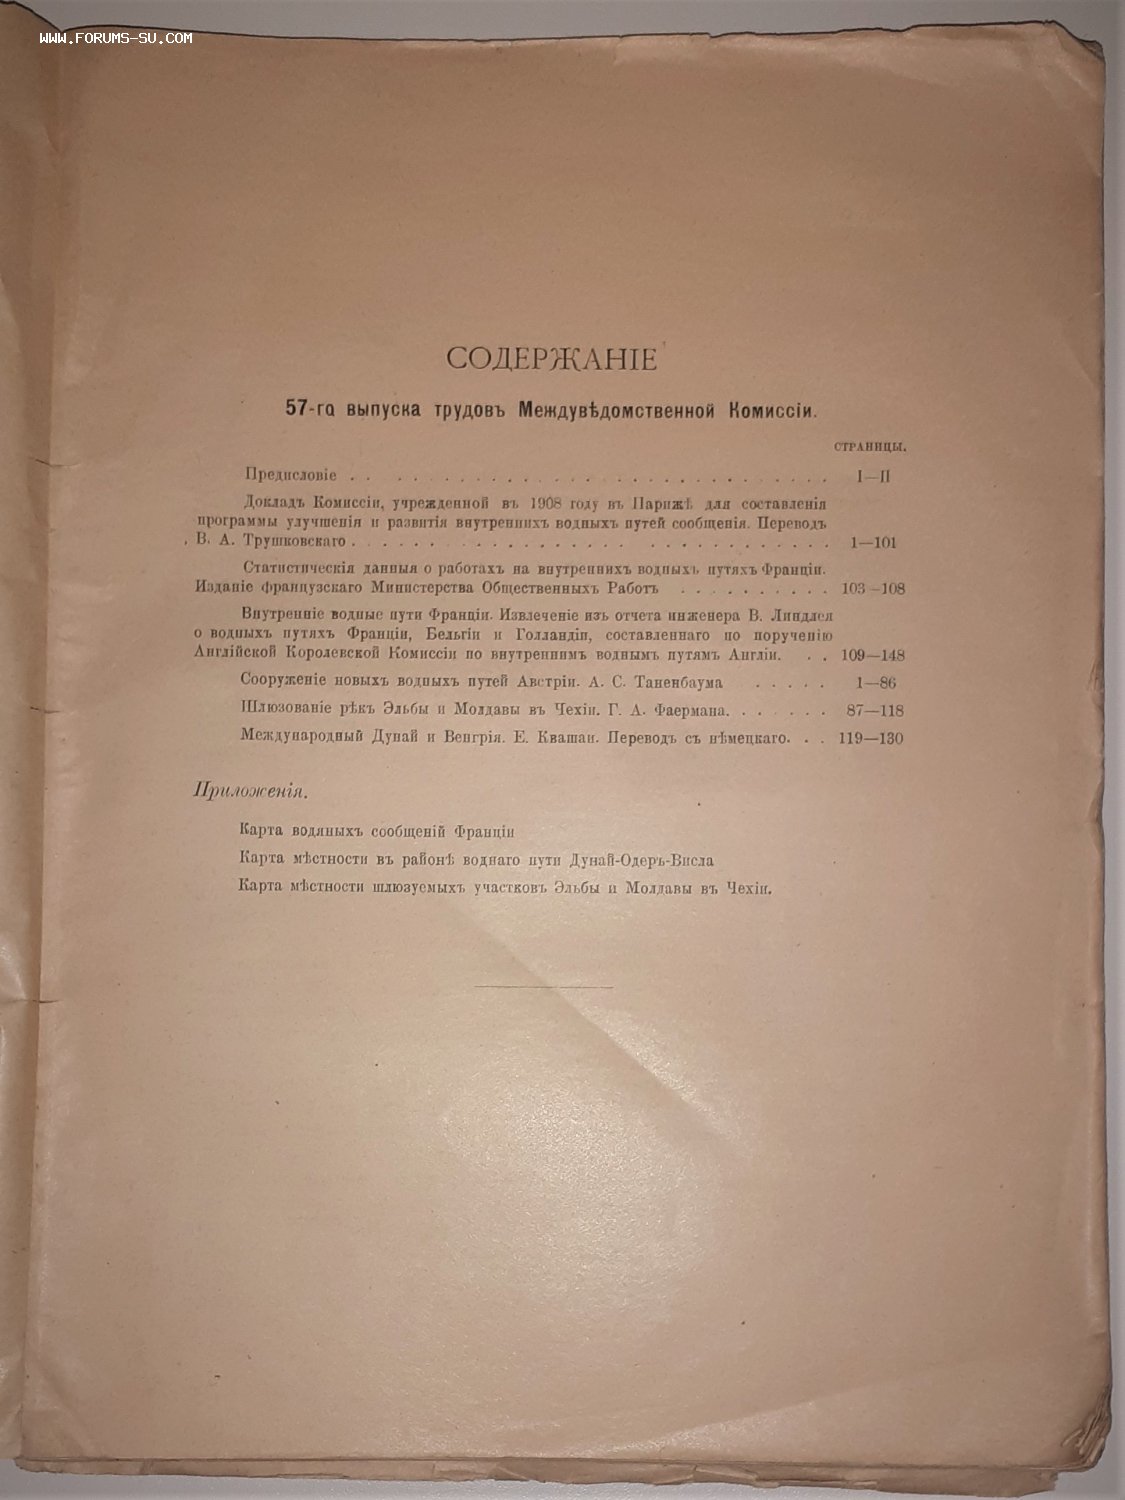 WWW.FORUMS-SU.COM
СОДЕРЖАНІЕ
57-го выпуска трудовъ Междувѣдомственной Комиссіи.
СТРАНИЦЫ.
Предисловіе . . . . . . . . . . . . . . . . . . . . . . . . . . . . I—II
Докладъ Комиссіи, учрежденной въ 1908 году въ Парижѣ для составленія
программы улучшенія и развитія внутреннихъ водныхъ путей сообщенія. Переводъ
В. А. Трушковскаго . . . . . . . . . . . . . . . . . . . . . . . . . . . . 1—101
Статистическія данныя о работахъ на внутреннихъ водныхъ путяхъ Франціи.
Изданіе французскаго Министерства Общественныхъ Работъ . . . . . . . . . . 103—108
Внутренніе водные пути Франціи. Извлеченіе изъ отчета инженера В. Линдлея
о водныхъ путяхъ Франціи, Бельгіи и Голландіи, составленнаго по порученію
Англійской Королевской Комиссіи по внутреннимъ воднымъ путямъ Англіи. . . 109—148
Сооруженіе новыхъ водныхъ путей Австріи. А. С. Таненбаума . . . . . 1—86
Шлюзованіе рѣкъ Эльбы и Молдавы въ Чехіи. Г. А. Фаермана. . . . . . . 87—118
Международный Дунай и Венгрія. Е. Квашаи. Переводъ съ нѣмецкаго. . . 119—130
Приложенія.
Карта водяныхъ сообщеній Франціи
Карта мѣстности въ районѣ воднаго пути Дунай-Одеръ-Висла
Карта мѣстности шлюзуемыхъ участковъ Эльбы и Молдавы въ Чехіи.